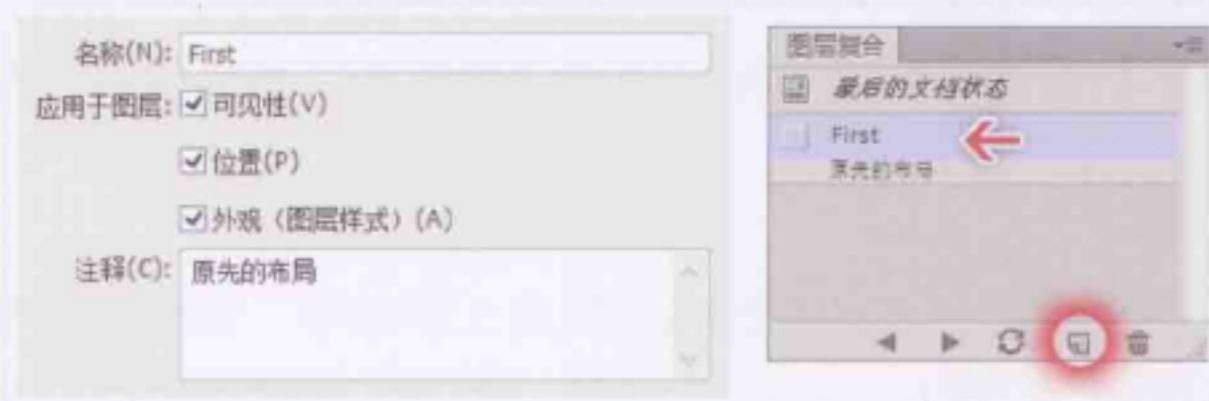 名称(N): First
应用于图层: 可见性(V)
位置(P)
外观（图层样式）(A)
注释(C): 原先的布局
图层复合
最后的文档状态
First
原先的布局